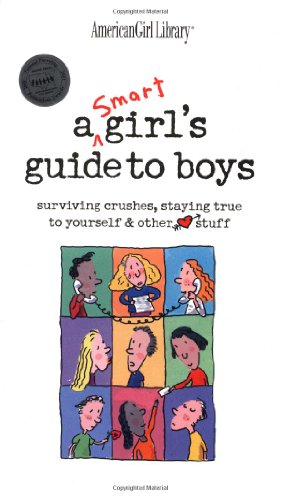 AmericanGirl Library®
Smart
a girl's
guide to boys
surviving crushes, staying true
to yourself & other stuff